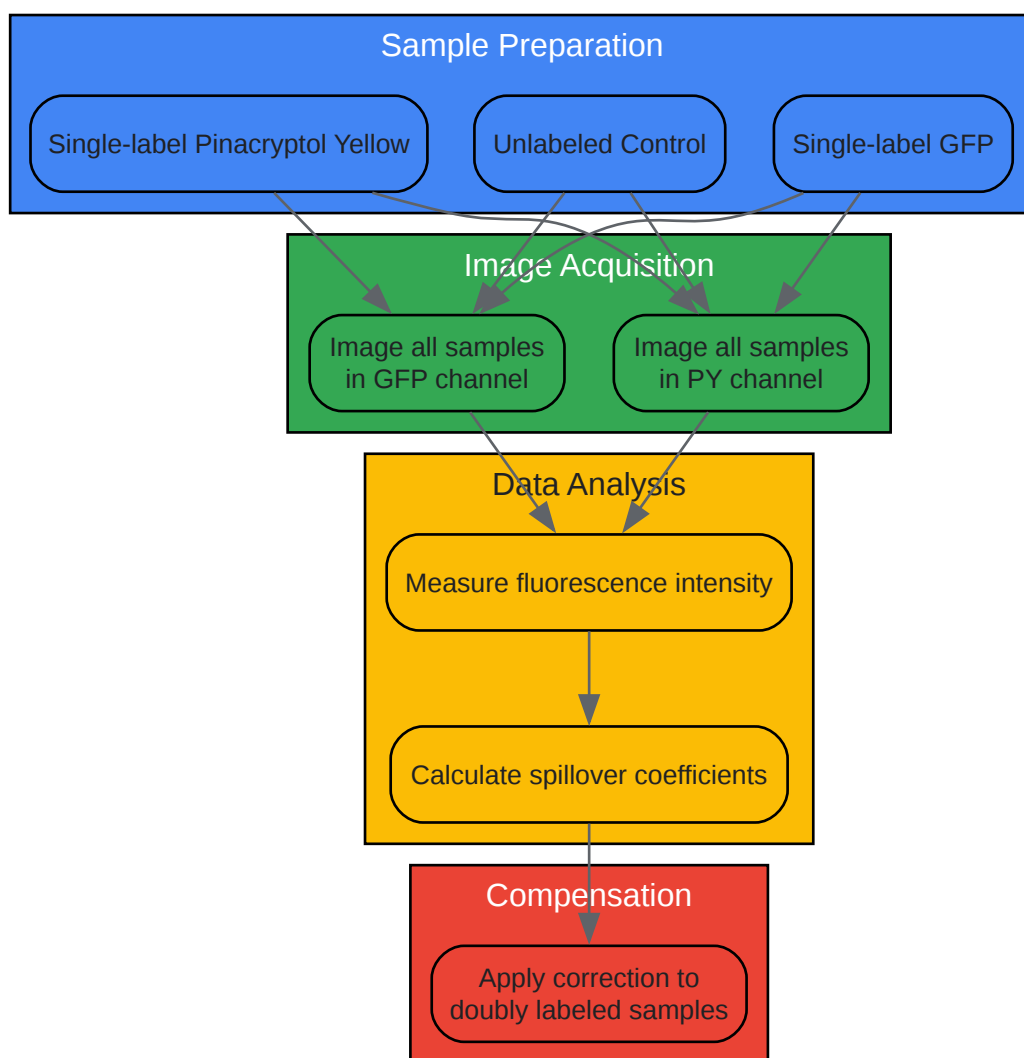 Sample Preparation
Single-label Pinacryptol Yellow
Unlabeled Control
Single-label GFP
Image Acquisition
Image all samples
in GFP channel
Image all samples
in PY channel
Data Analysis
Measure fluorescence intensity
Calculate spillover coefficients
Compensation
Apply correction to
doubly labeled samples